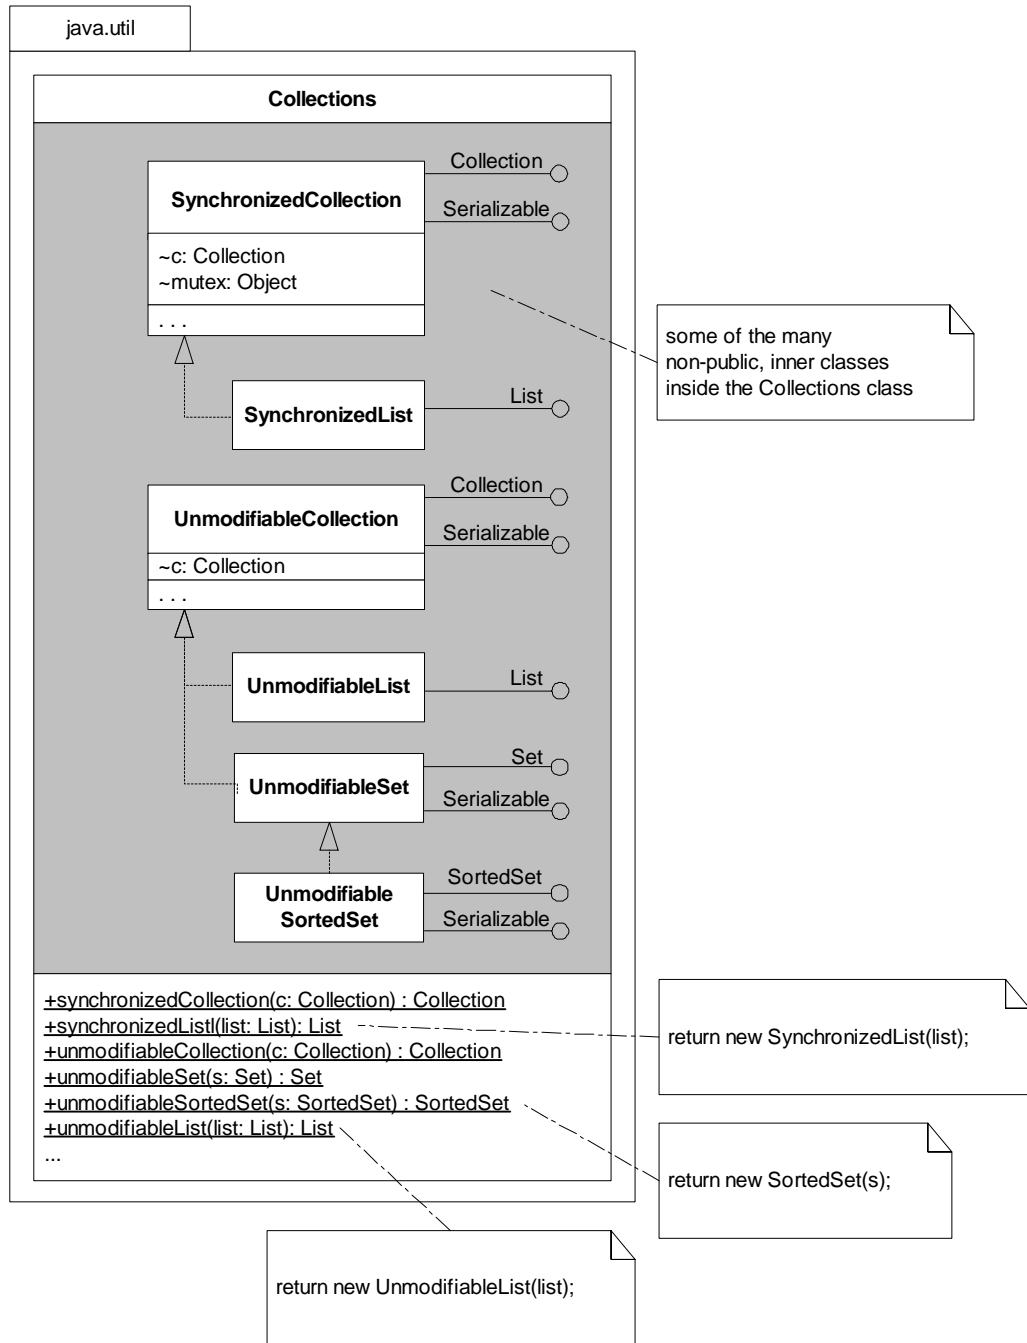 java.util
Collections
Collection
SynchronizedCollection
Serializable
~c: Collection
~mutex: Object
. . .
some of the many
non-public, inner classes
inside the Collections class
List
SynchronizedList
Collection
UnmodifiableCollection
Serializable
~c: Collection
. . .
List
UnmodifiableList
Set
UnmodifiableSet
Serializable
SortedSet
Unmodifiable
SortedSet
Serializable
+synchronizedCollection(c: Collection) : Collection
+synchronizedListl(list: List): List
+unmodifiableCollection(c: Collection) : Collection
+unmodifiableSet(s: Set) : Set
+unmodifiableSortedSet(s: SortedSet) : SortedSet
+unmodifiableList(list: List): List
...
return new SynchronizedList(list);
return new SortedSet(s);
return new UnmodifiableList(list);